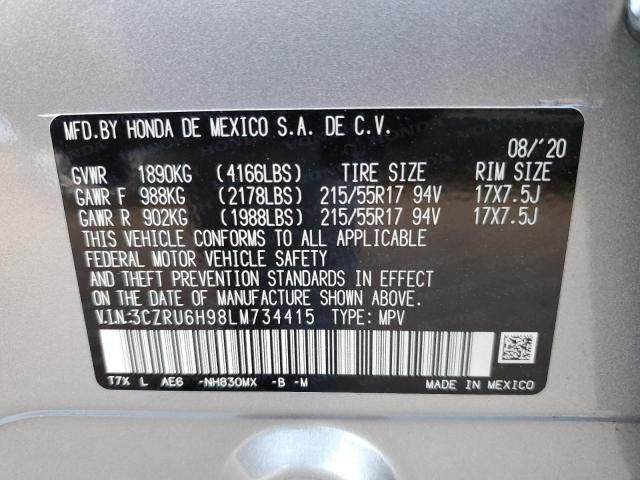 MFD.BY HONDA DE MEXICO S.A. DE C.V.
08/'20
GVWR 1890KG (4166LBS) TIRE SIZE RIM SIZE
GAWR F 988KG (2178LBS) 215/55R17 94V 17X7.5J
GAWR R 902KG (1988LBS) 215/55R17 94V 17X7.5J
THIS VEHICLE CONFORMS TO ALL APPLICABLE
FEDERAL MOTOR VEHICLE SAFETY
AND THEFT PREVENTION STANDARDS IN EFFECT
ON THE DATE OF MANUFACTURE SHOWN ABOVE.
V.I.N.:3CZRU6H98LM734415 TYPE: MPV
T7X L AE6 -NH830MX -B -M
MADE IN MEXICO